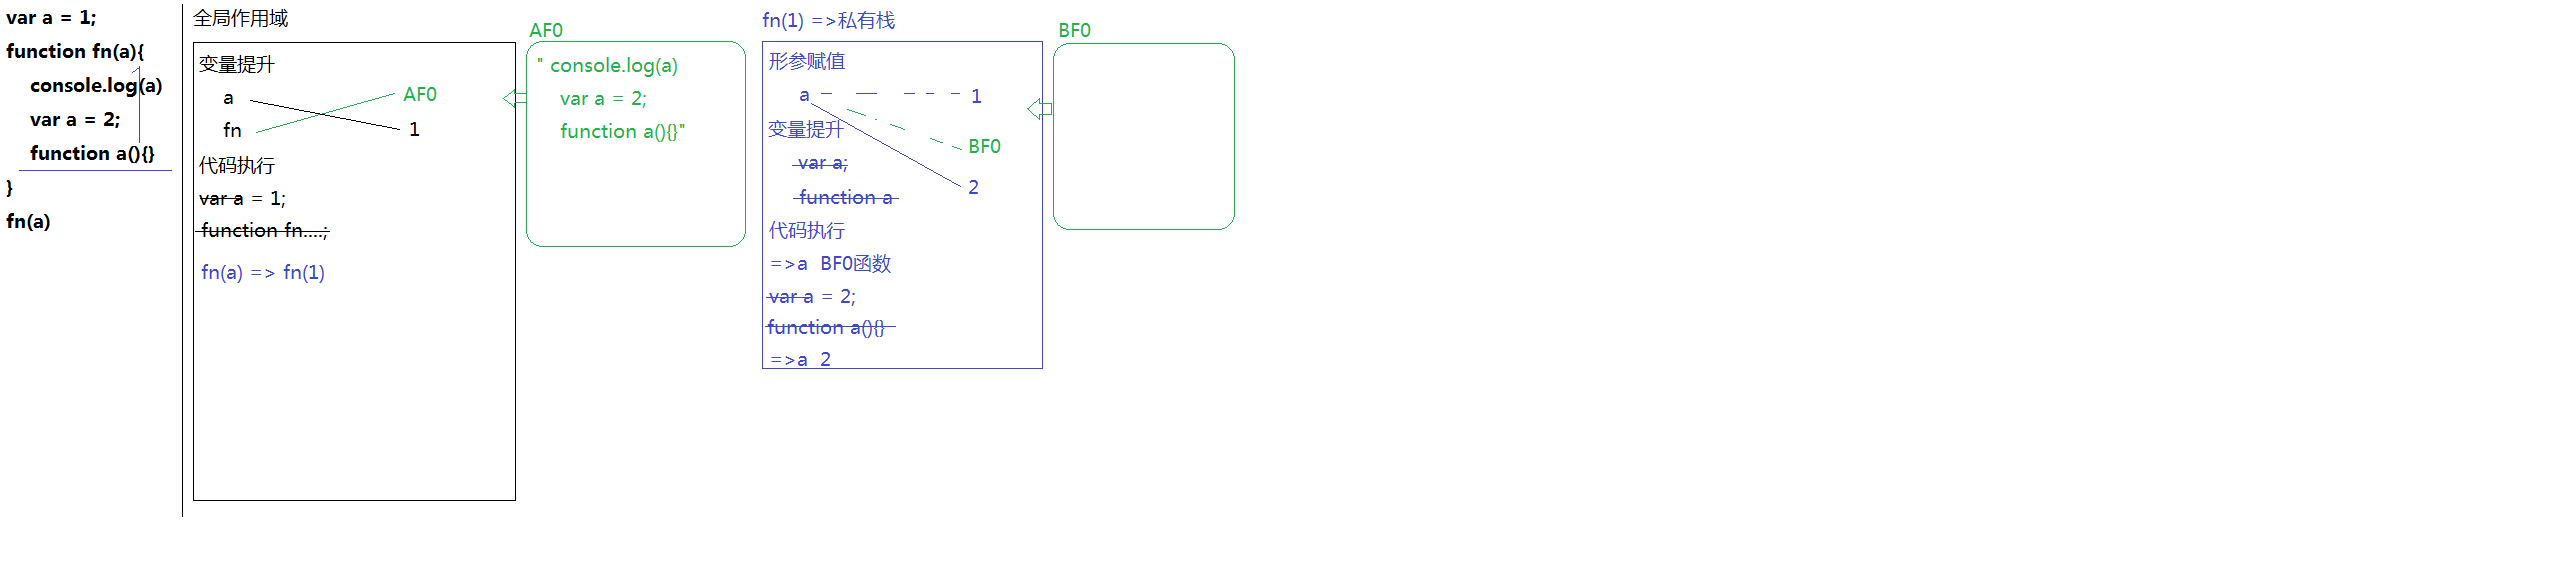 var a = 1;
function fn(a){
console.log(a)
var a = 2;
function a(){}
}
fn(a)
全局作用域
变量提升
a
AF0
fn
1
代码执行
var a = 1;
function fn....;
fn(a) => fn(1)
AF0
" console.log(a)
var a = 2;
function a(){}"
fn(1) =>私有栈
形参赋值
a
1
变量提升
BF0
var a;
2
function a
代码执行
=>a BF0函数
var a = 2;
function a(){}
=>a 2
BF0